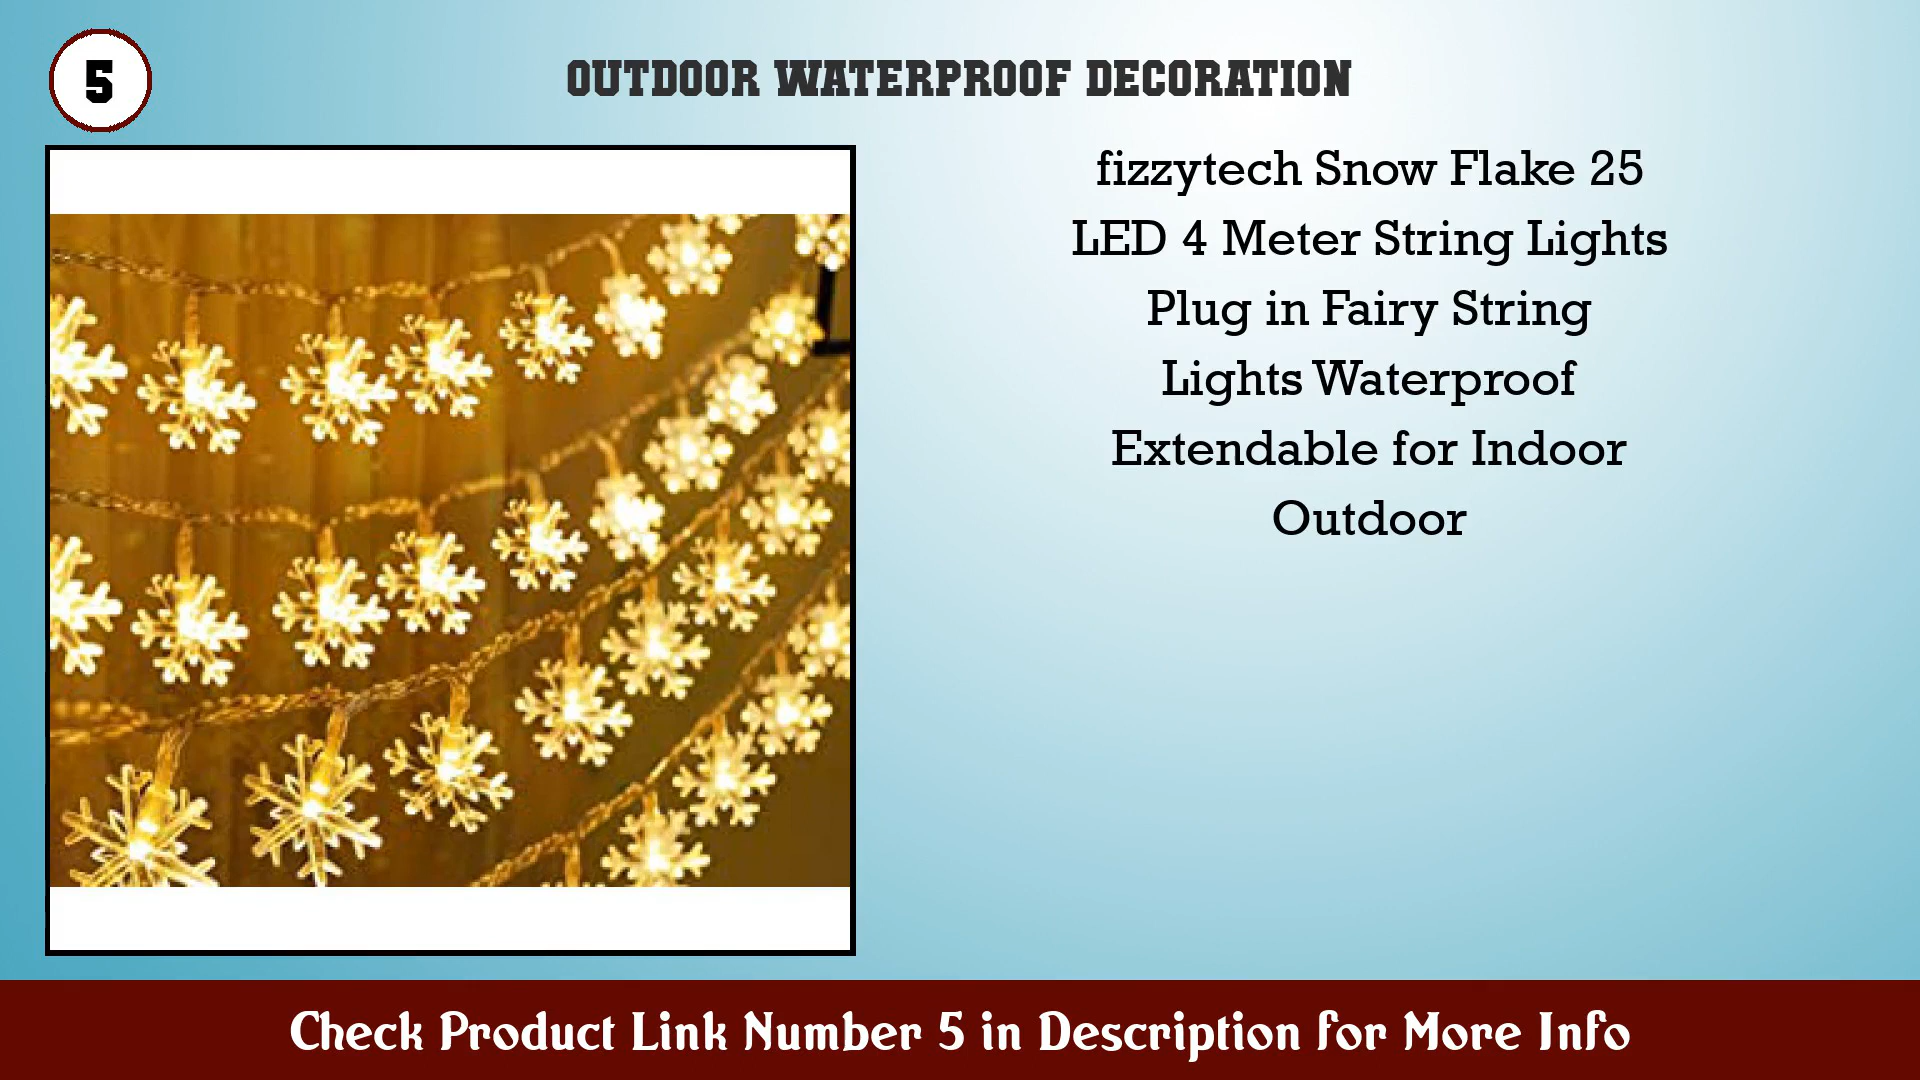 5
OUTDOOR WATERPROOF DECORATION
fizzytech Snow Flake 25
LED 4 Meter String Lights
Plug in Fairy String
Lights Waterproof
Extendable for Indoor
Outdoor
Check Product Link Number 5 in Description for More Info